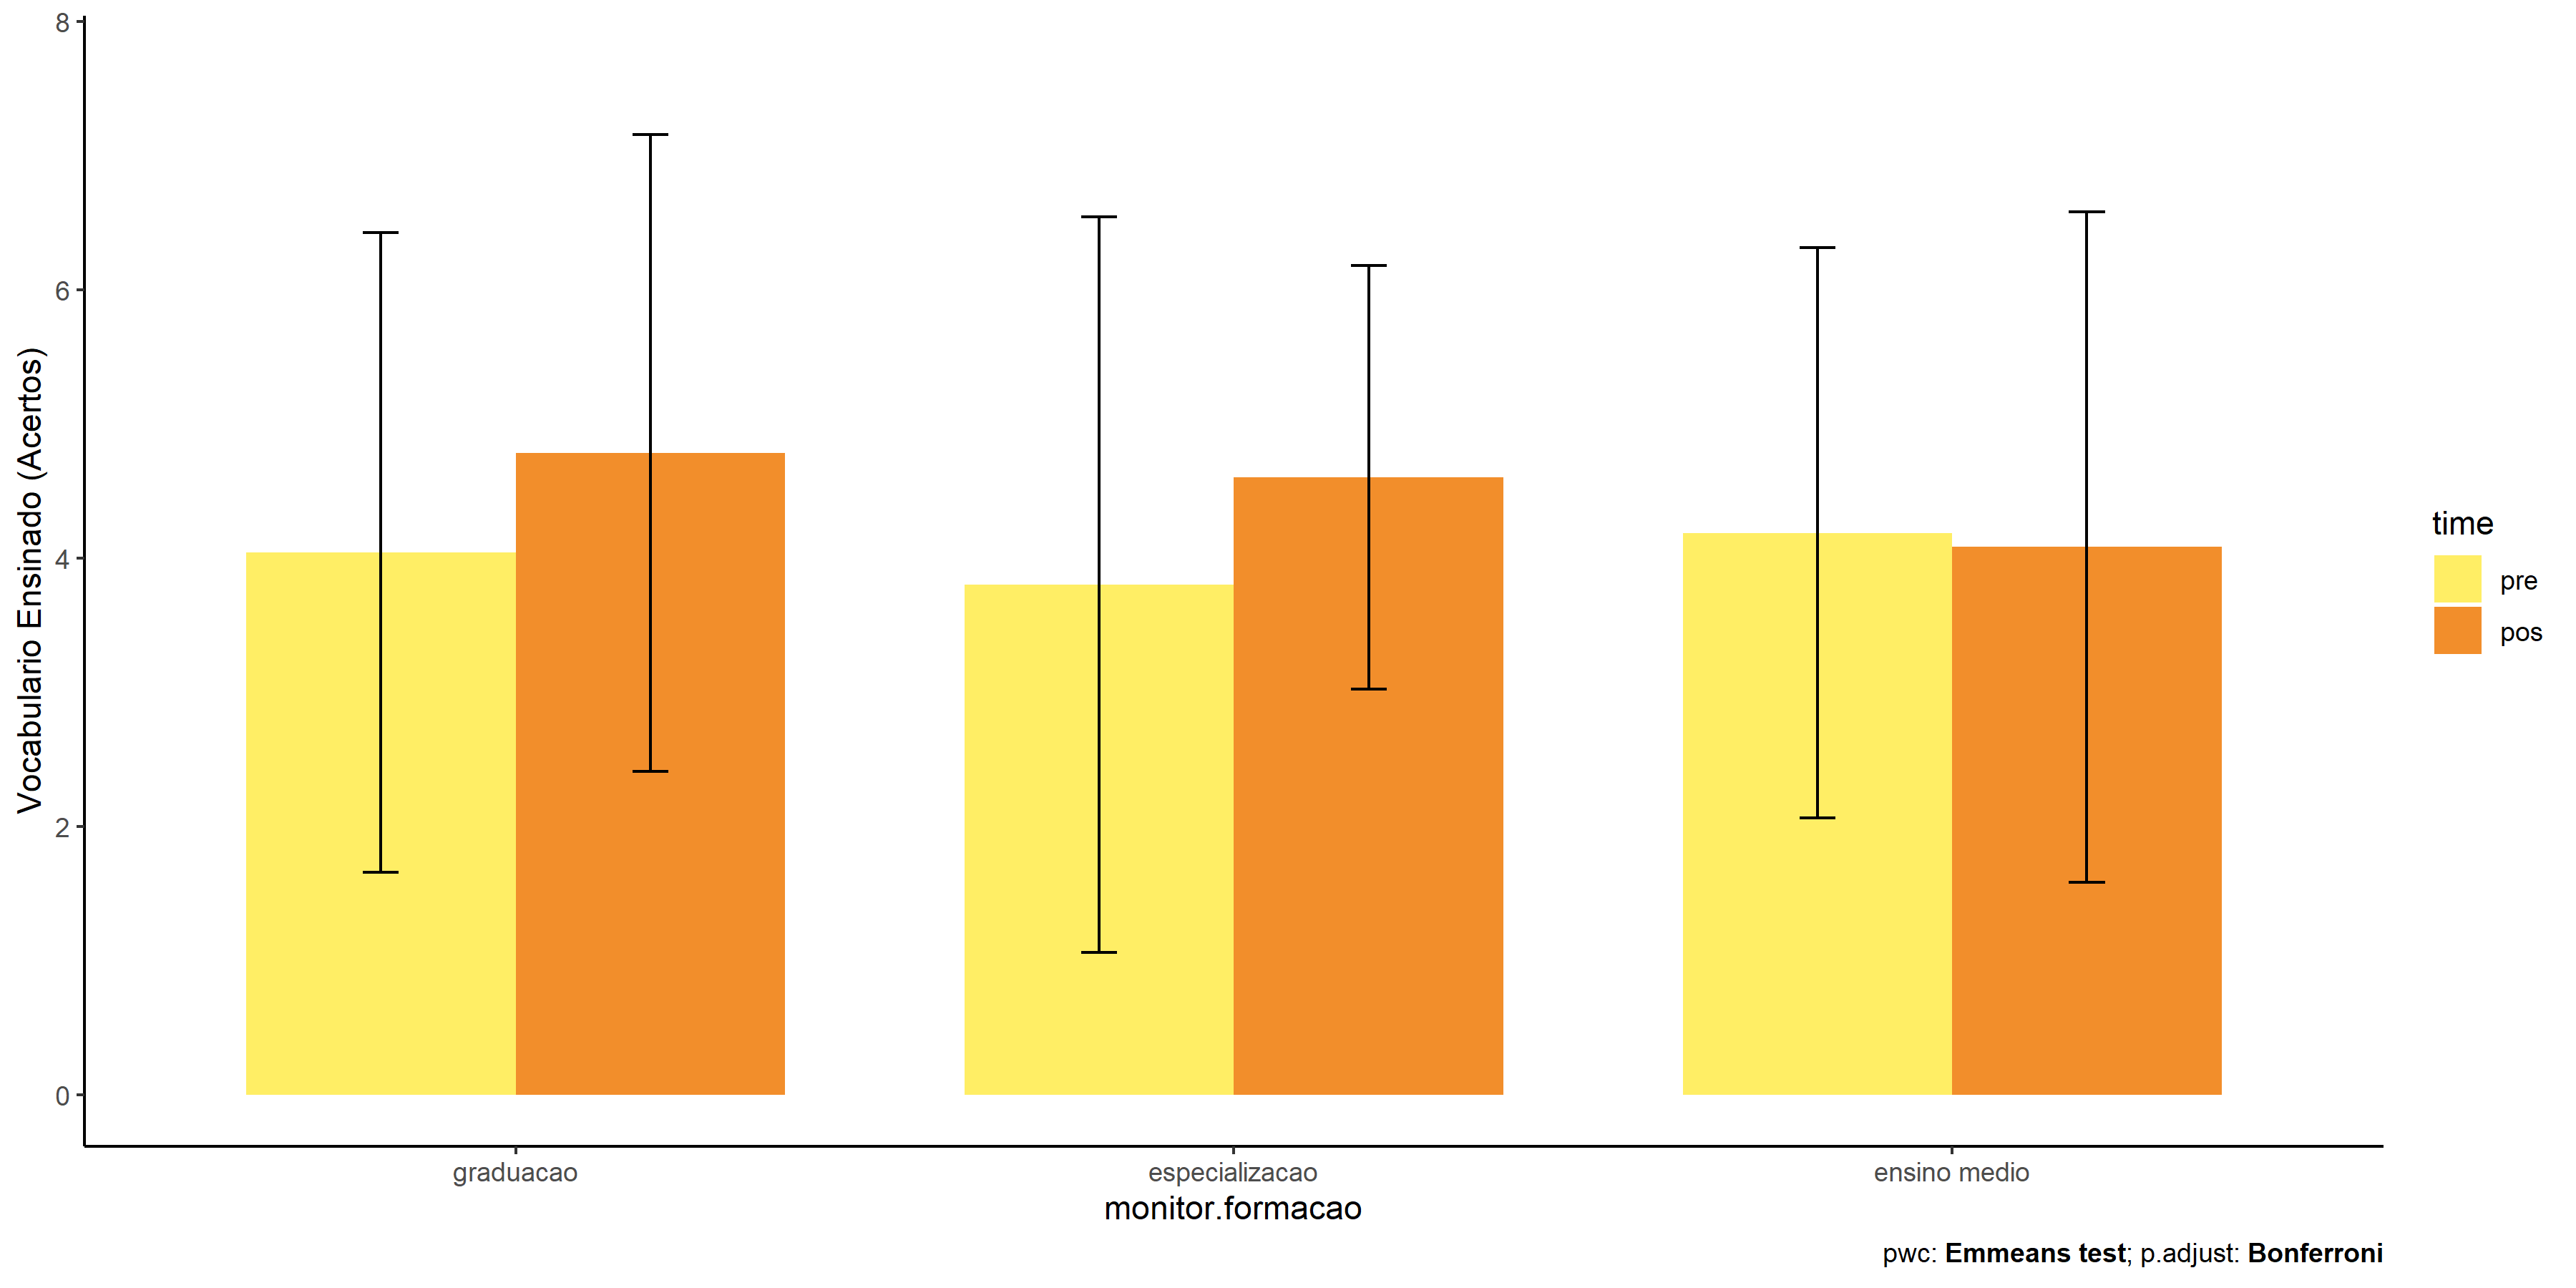 Vocabulario Ensinado (Acertos)
8
6
4
2
0
graduacao
especializacao
ensino medio
monitor.formacao
time
pre
pos
pwc: Emmeans test; p.adjust: Bonferroni